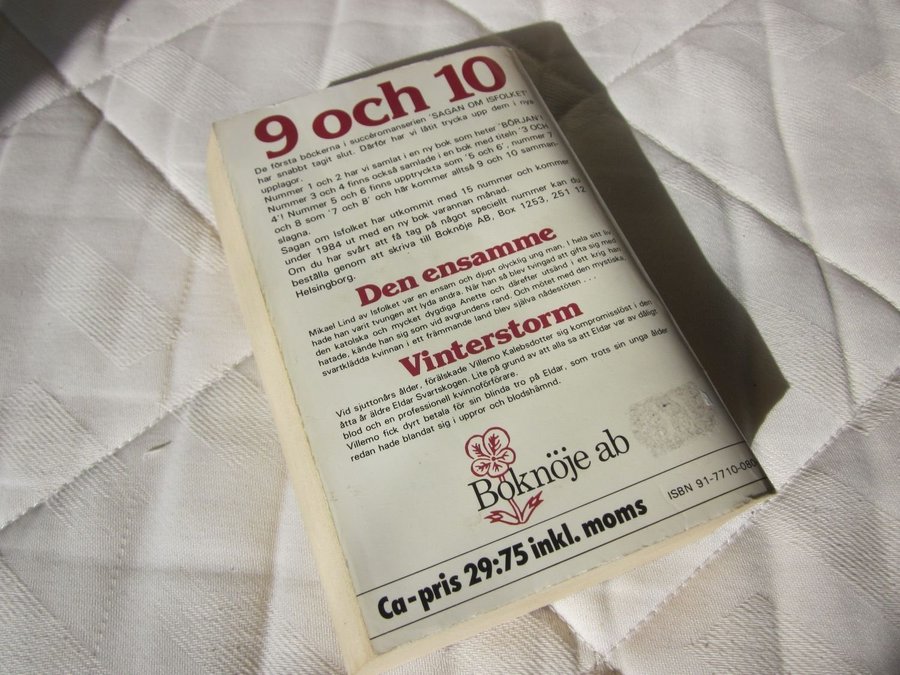 9 och 10
De första böckerna i succéromanserien 'SAGAN OM ISFOLKET'
har snabbt tagit slut. Därför har vi låtit trycka upp dem i nya
upplagor.
Nummer 1 och 2 har vi samlat i en ny bok som heter "BÖRJAN"!
Nummer 3 och 4 finns också samlade i en bok med titeln '3 OCH
4'! Nummer 5 och 6 finns upptryckta som '5 och 6', nummer 7
och 8 som '7 och 8' och här kommer alltså 9 och 10 samman-
slagna.
Sagan om Isfolket har utkommit med 15 nummer och kommer
under 1984 ut med en ny bok varannan månad.
Om du har svårt att få tag på något speciellt nummer kan du
beställa genom att skriva till Boknöje AB, Box 1253, 251 12
Helsingborg.
Den ensamme
Mikael Lind av Isfolket var en ensam och djupt olycklig ung man. I hela sitt liv
hade han varit tvungen att lyda andra. När han så blev tvingad att gifta sig med
den katolska och mycket dygdiga Anette och därefter utsänd i ett krig han
hatade, kände han sig som vid avgrundens rand. Och mötet med den mystiska,
svartklädda kvinnan i ett främmande land blev själva nådestöten . . .
Vinterstorm
Vid sjuttonårs ålder, förälskade Villemo Kalebsdotter sig kompromisslöst i den
åtta år äldre Eldar Svartskogen. Lite på grund av att alla sa att Eldar var av dåligt
blod och en professionell kvinnoförförare.
Villemo fick dyrt betala för sin blinda tro på Eldar, som trots sin unga ålder
redan hade blandat sig i uppror och blodshämnd.
Boknöje ab
ISBN 91-7710-080
Ca-pris 29:75 inkl. moms